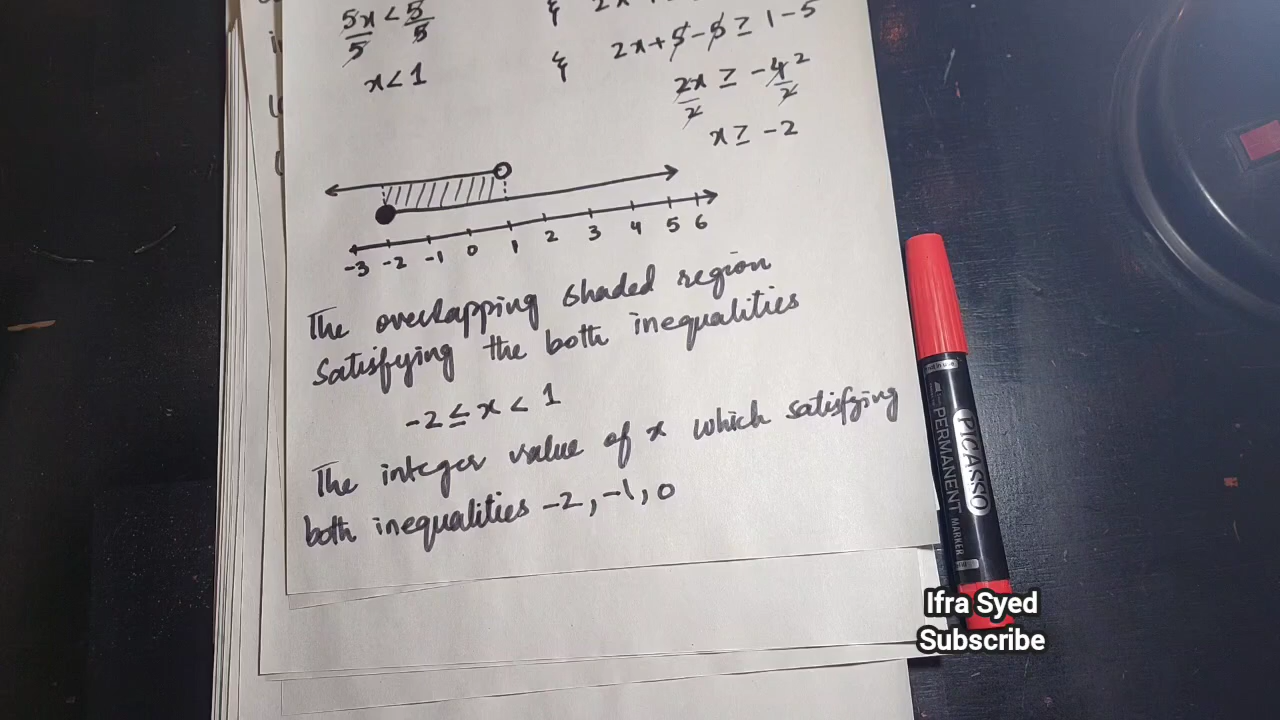 5x/5 < 5/5 & 2x
x < 1 & 2x + 5 - 5 ≥ 1 - 5
2x/2 ≥ -4/2 2
x ≥ -2
-3 -2 -1 0 1 2 3 4 5 6
The overlapping shaded region
Satisfying the both inequalities
-2 ≤ x < 1
The integer value of x which satisfying
both inequalities -2, -1, 0
PICASSO
PERMANENT MARKER
Ifra Syed
Subscribe